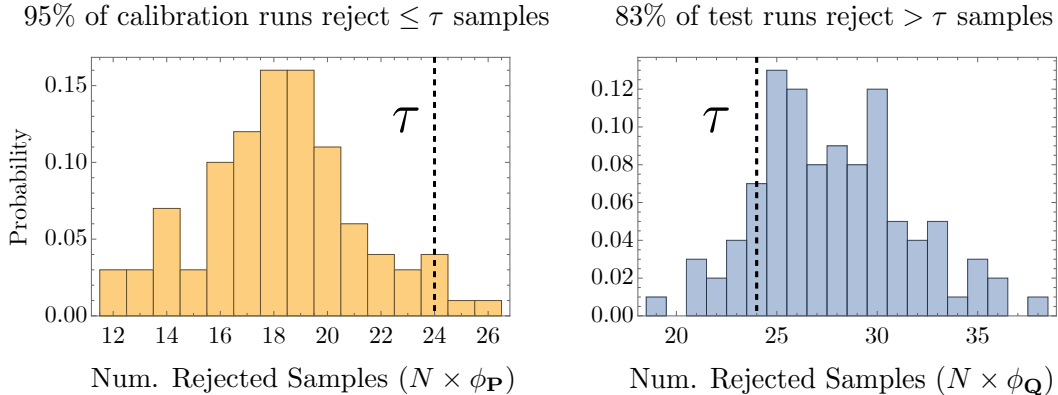 95% of calibration runs reject ≤ τ samples
83% of test runs reject > τ samples
Probability
0.15
0.10
0.05
0.00
τ
12 14 16 18 20 22 24 26
Num. Rejected Samples (N × ϕ_P)
0.12
0.10
0.08
0.06
0.04
0.02
0.00
τ
20 25 30 35
Num. Rejected Samples (N × ϕ_Q)